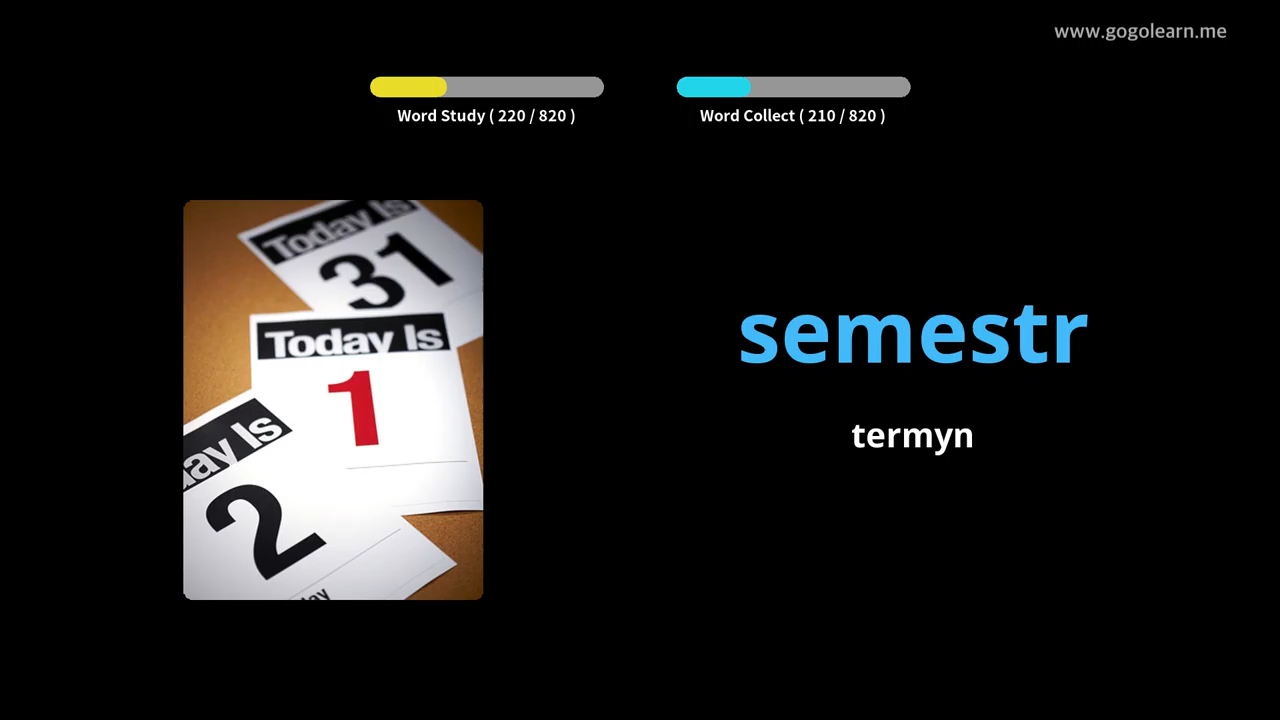 www.gogolearn.me
Word Study ( 220 / 820 )
Word Collect ( 210 / 820 )
Today Is
31
Today Is
1
ay Is
2
semestr
termyn